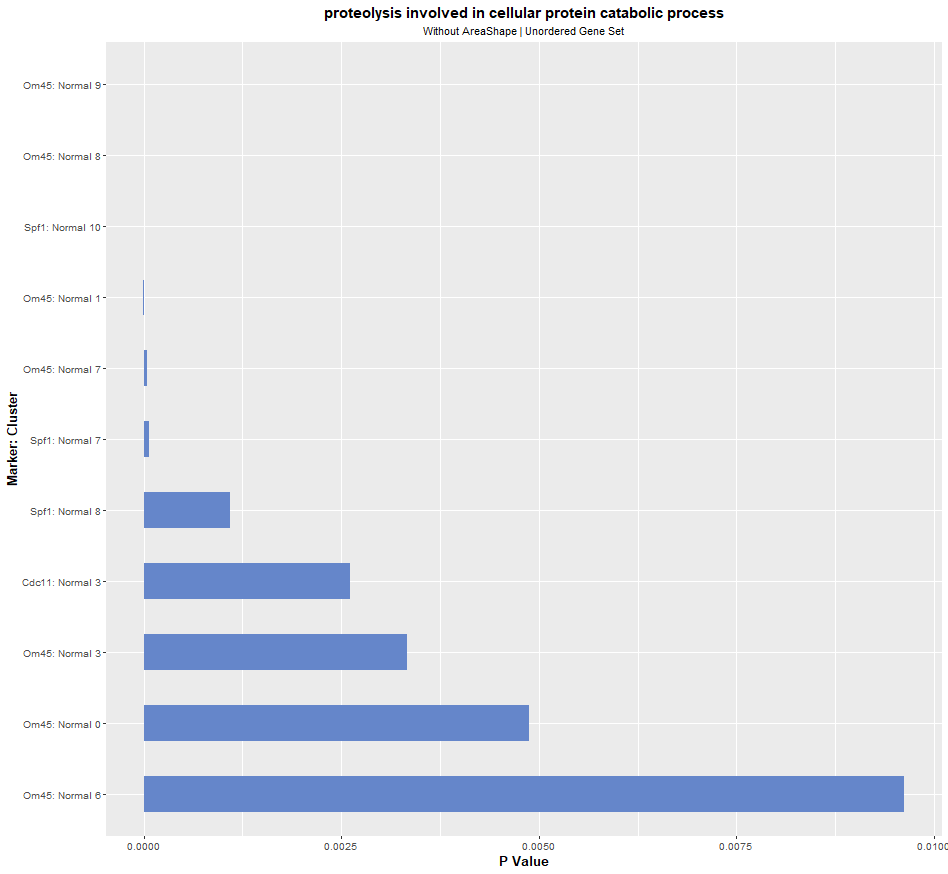 proteolysis involved in cellular protein catabolic process
Without AreaShape | Unordered Gene Set
Marker: Cluster
Om45: Normal 9
Om45: Normal 8
Spf1: Normal 10
Om45: Normal 1
Om45: Normal 7
Spf1: Normal 7
Spf1: Normal 8
Cdc11: Normal 3
Om45: Normal 3
Om45: Normal 0
Om45: Normal 6
0.0000 0.0025 0.0050 0.0075 0.0100
P Value